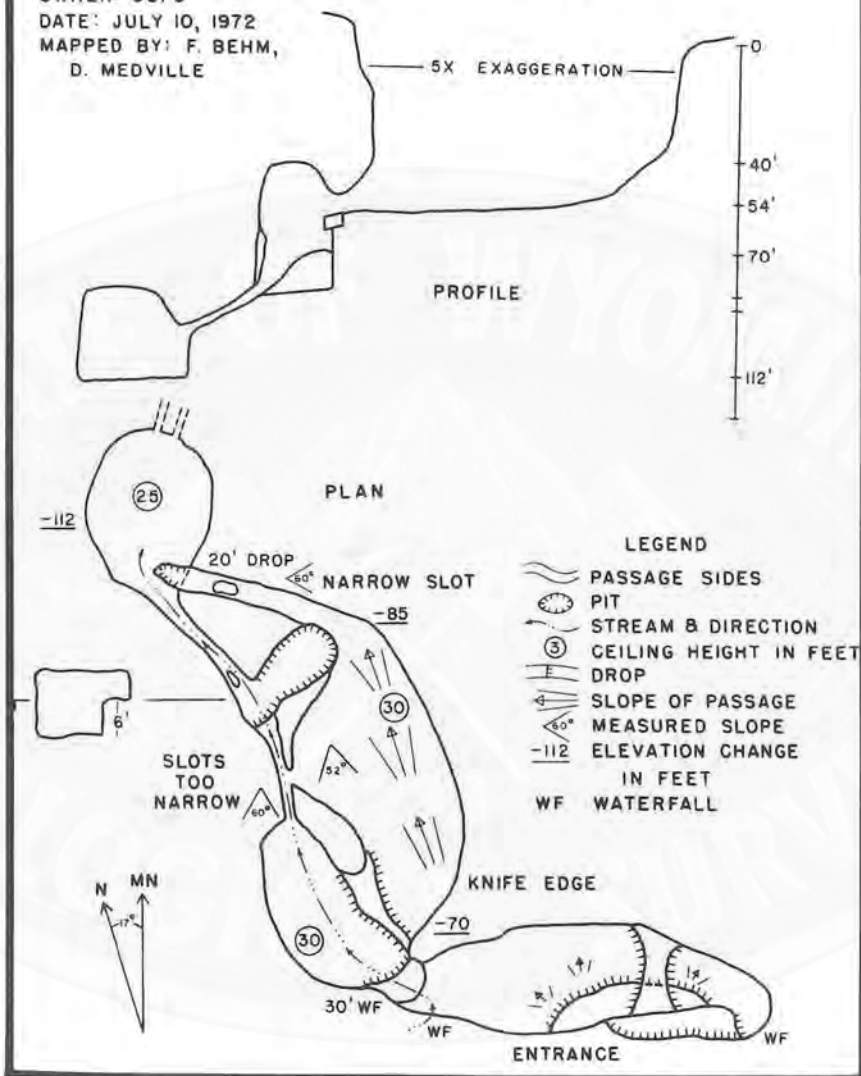 DATE: JULY 10, 1972
MAPPED BY: F. BEHM,
D. MEDVILLE
5X EXAGGERATION
0
40'
54'
70'
112'
PROFILE
PLAN
25
-112
20' DROP
60°
NARROW SLOT
-85
30
6'
SLOTS
TOO
NARROW
60°
52°
N
MN
17°
30
KNIFE EDGE
-70
30' WF
WF
ENTRANCE
WF
LEGEND
PASSAGE SIDES
PIT
STREAM & DIRECTION
3 CEILING HEIGHT IN FEET
DROP
SLOPE OF PASSAGE
60° MEASURED SLOPE
-112 ELEVATION CHANGE
IN FEET
WF WATERFALL